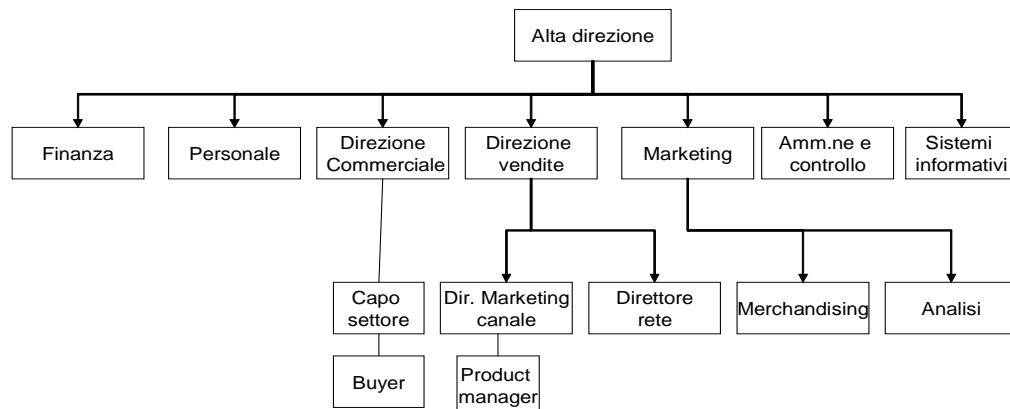 Alta direzione
Finanza
Personale
Direzione
Commerciale
Direzione
vendite
Marketing
Amm.ne e
controllo
Sistemi
informativi
Capo
settore
Dir. Marketing
canale
Direttore
rete
Merchandising
Analisi
Buyer
Product
manager